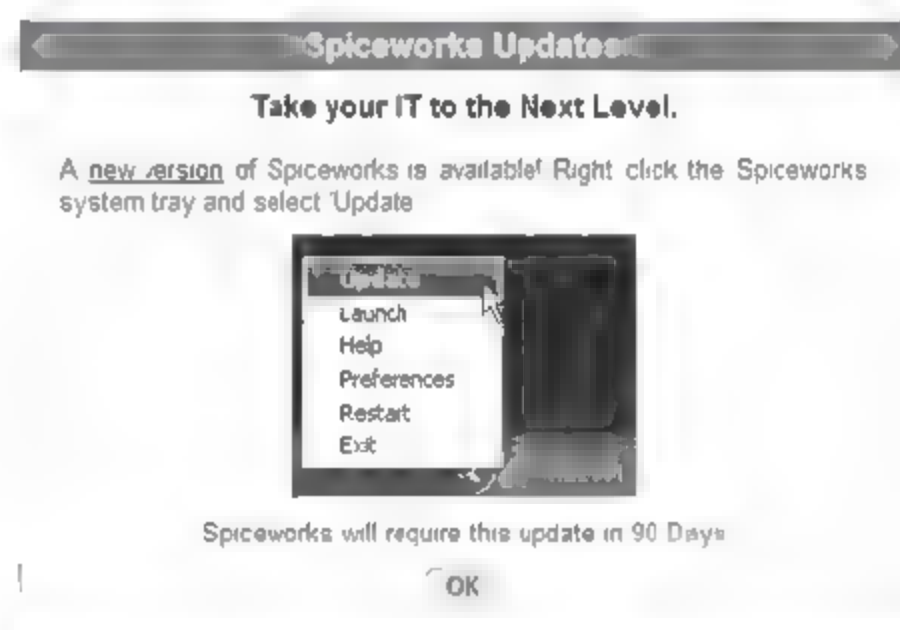 Spiceworks Updates
Take your IT to the Next Level.
A new version of Spiceworks is available! Right click the Spiceworks
system tray and select 'Update
Update
Launch
Help
Preferences
Restart
Exit
Spiceworks will require this update in 90 Days
OK